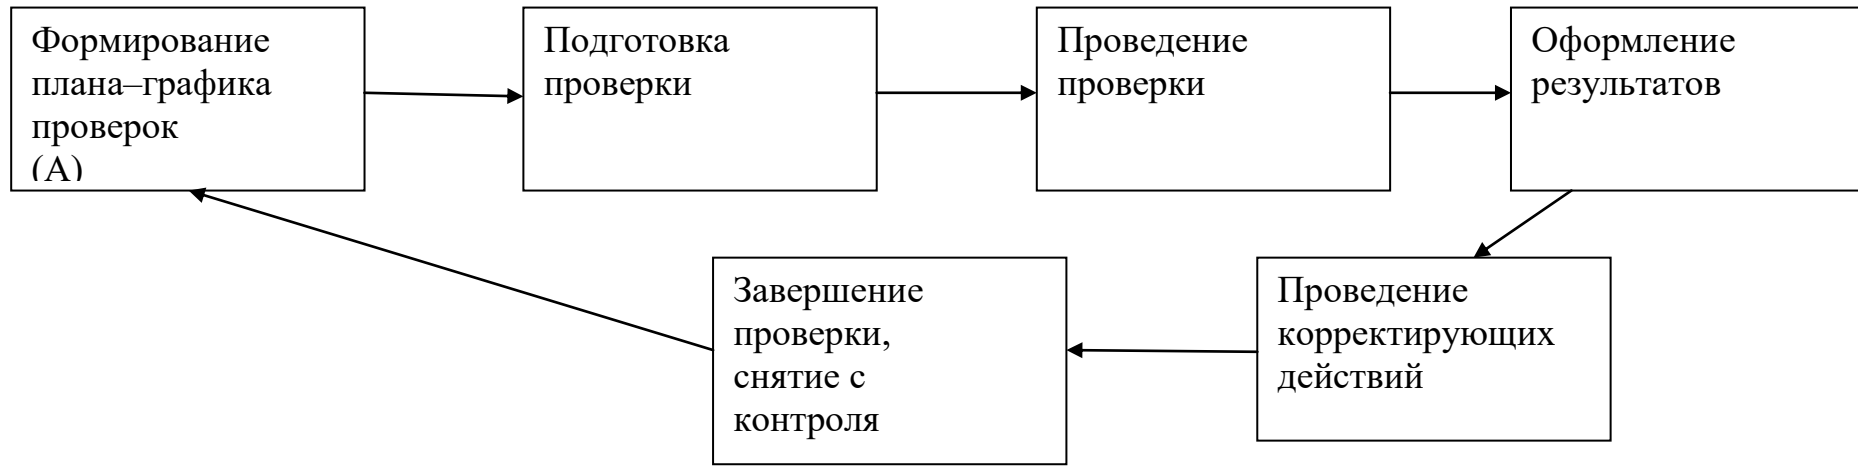 Формирование
плана–графика
проверок
(А)
Подготовка
проверки
Проведение
проверки
Оформление
результатов
Проведение
корректирующих
действий
Завершение
проверки,
снятие с
контроля